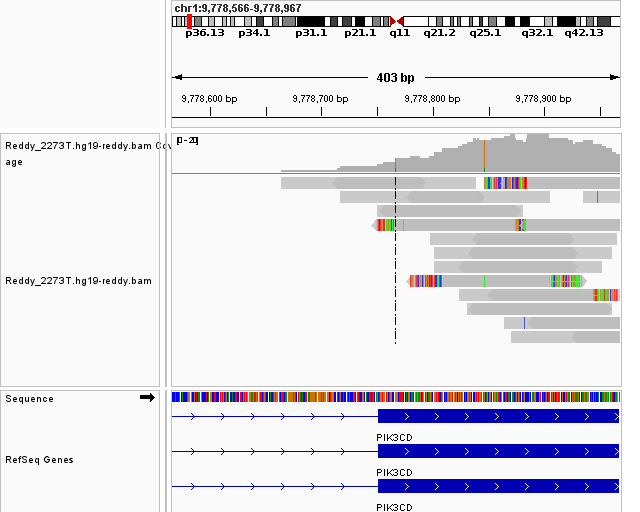 chr1:9,778,566-9,778,967
p36.13 p34.1 p31.1 p21.1 q11 q21.2 q25.1 q32.1 q42.13
403 bp
9,778,600 bp 9,778,700 bp 9,778,800 bp 9,778,900 bp
Reddy_2273T.hg19-reddy.bam Cov
age
[0-20]
Reddy_2273T.hg19-reddy.bam
Sequence
PIK3CD
RefSeq Genes
PIK3CD
PIK3CD